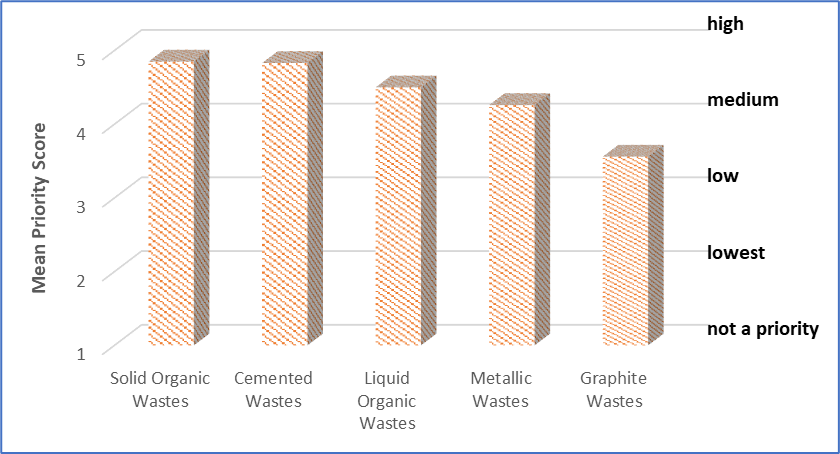 high
5
medium
4
low
3
lowest
2
not a priority
1
Mean Priority Score
Solid Organic
Wastes
Cemented
Wastes
Liquid
Organic
Wastes
Metallic
Wastes
Graphite
Wastes